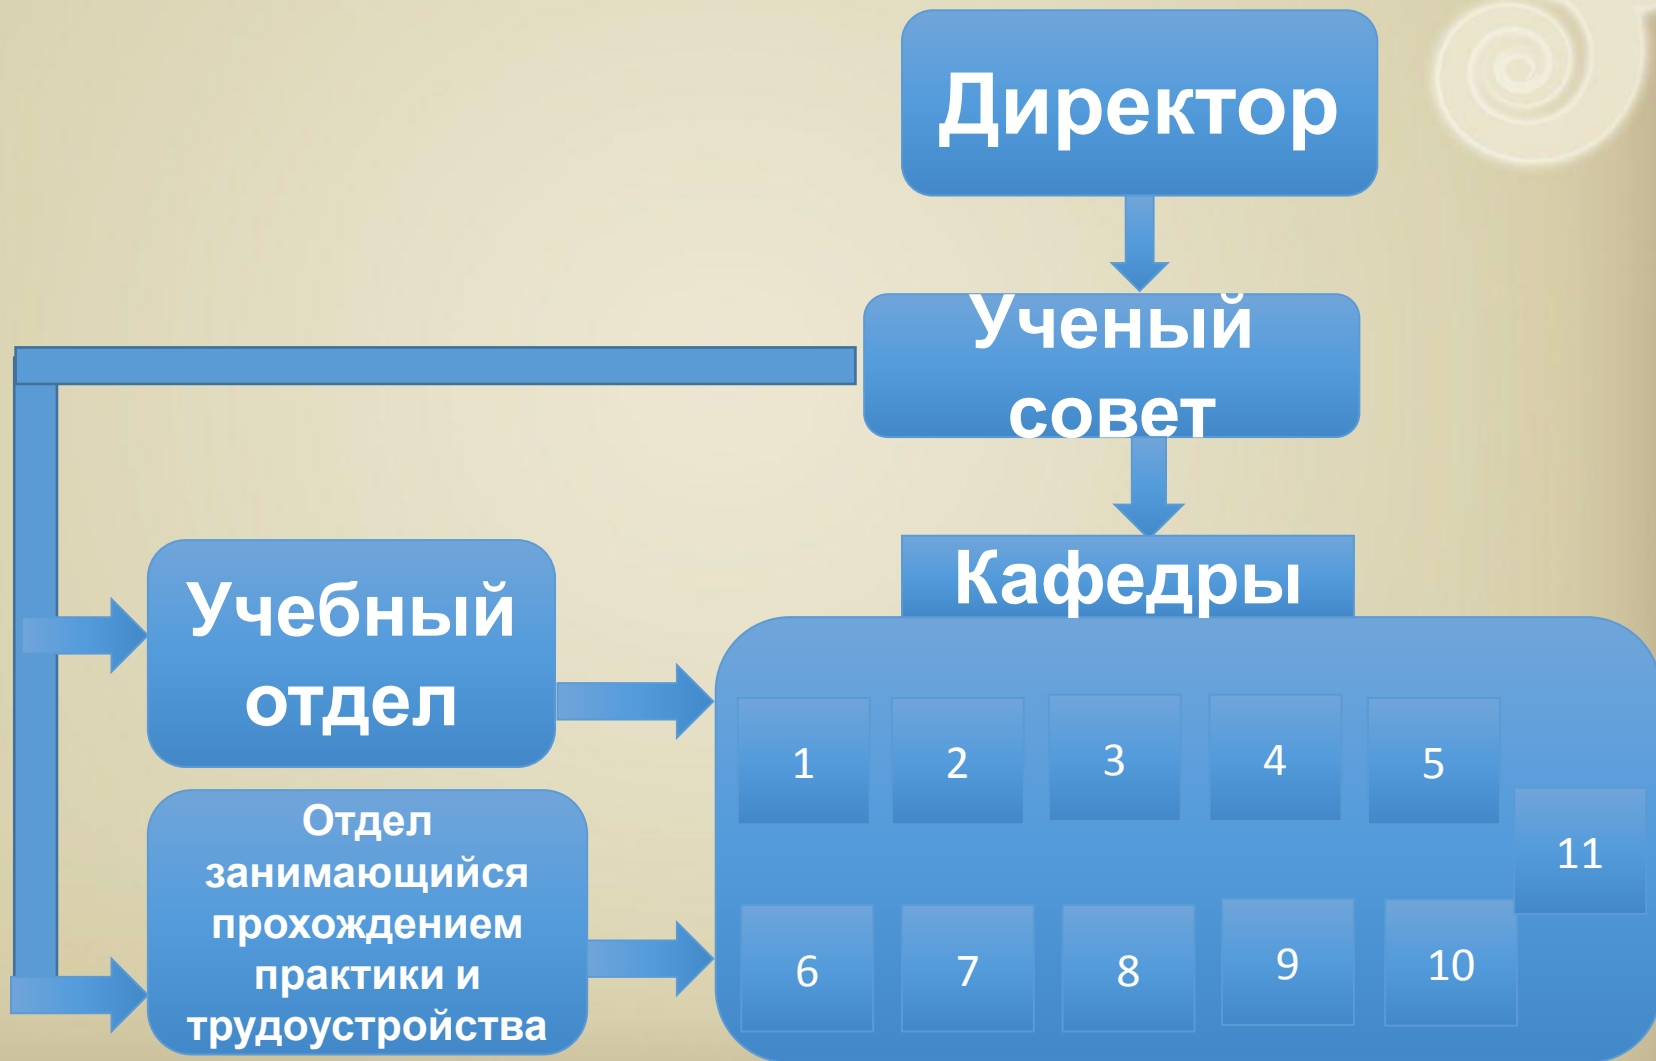 Директор
Ученый
совет
Кафедры
Учебный
отдел
Отдел
занимающийся
прохождением
практики и
трудоустройства
1
2
3
4
5
11
6
7
8
9
10